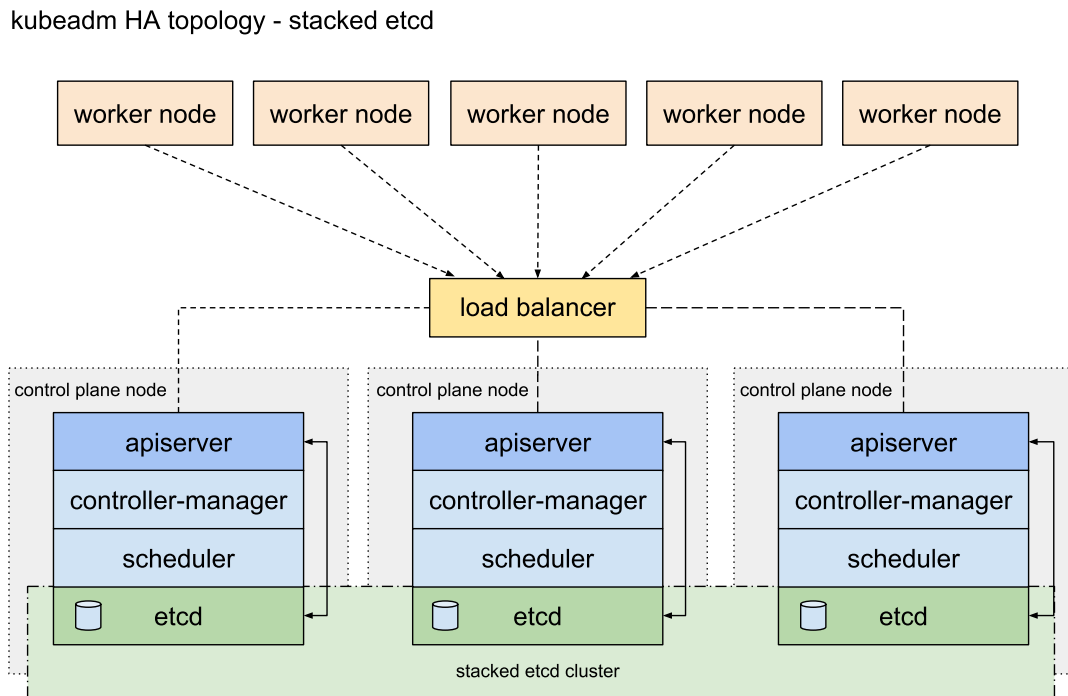 kubeadm HA topology - stacked etcd
worker node
worker node
worker node
worker node
worker node
load balancer
control plane node
control plane node
control plane node
apiserver
apiserver
apiserver
controller-manager
controller-manager
controller-manager
scheduler
scheduler
scheduler
etcd
etcd
etcd
stacked etcd cluster